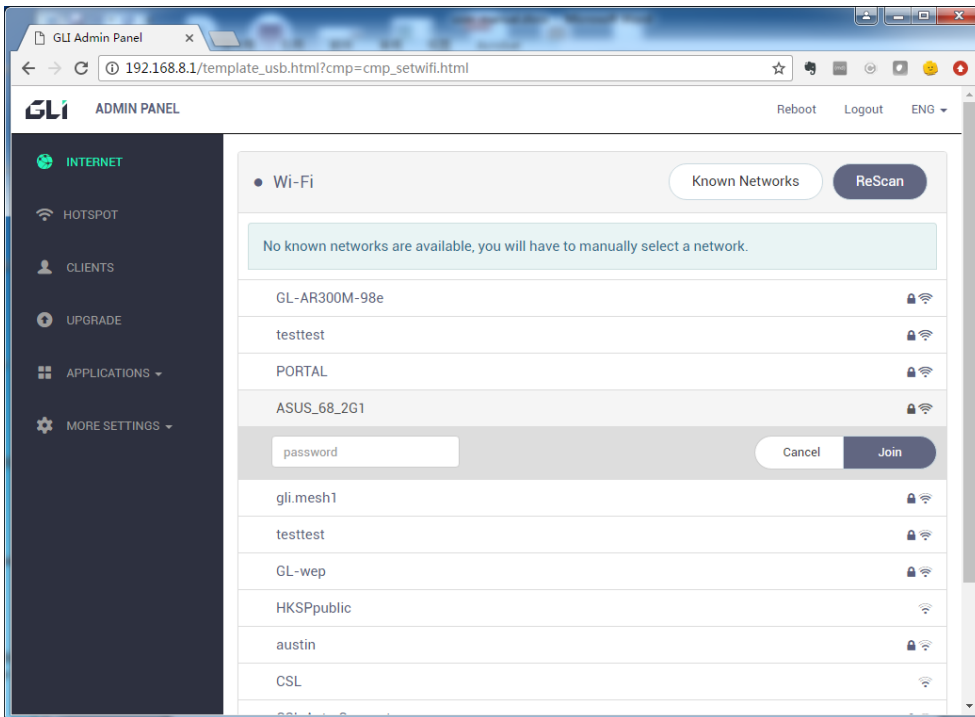 GLI Admin Panel
192.168.8.1/template_usb.html?cmp=cmp_setwifi.html
GLi ADMIN PANEL
Reboot Logout ENG
INTERNET
HOTSPOT
CLIENTS
UPGRADE
APPLICATIONS
MORE SETTINGS
Wi-Fi
Known Networks
ReScan
No known networks are available, you will have to manually select a network.
GL-AR300M-98e
testtest
PORTAL
ASUS_68_2G1
password
Cancel
Join
gli.mesh1
testtest
GL-wep
HKSPpublic
austin
CSL